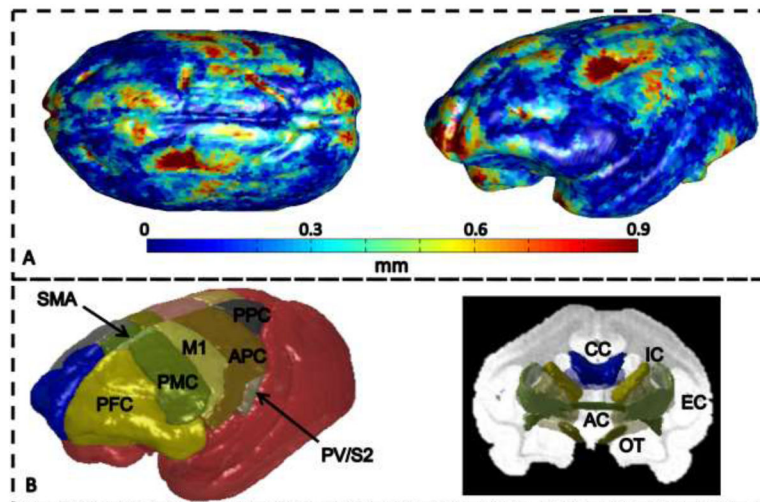 0 0.3 0.6 0.9
mm
A
SMA
PPC
M1
APC
PMC
PFC
PV/S2
B
CC
IC
EC
AC
OT